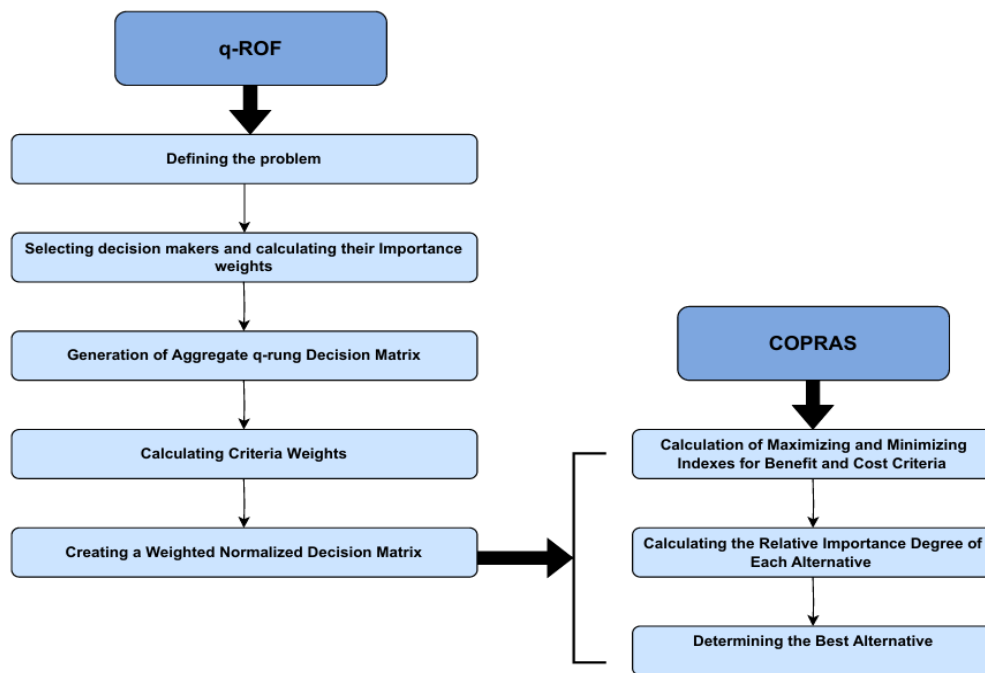 q-ROF
Defining the problem
Selecting decision makers and calculating their Importance
weights
Generation of Aggregate q-rung Decision Matrix
Calculating Criteria Weights
Creating a Weighted Normalized Decision Matrix
COPRAS
Calculation of Maximizing and Minimizing
Indexes for Benefit and Cost Criteria
Calculating the Relative Importance Degree of
Each Alternative
Determining the Best Alternative